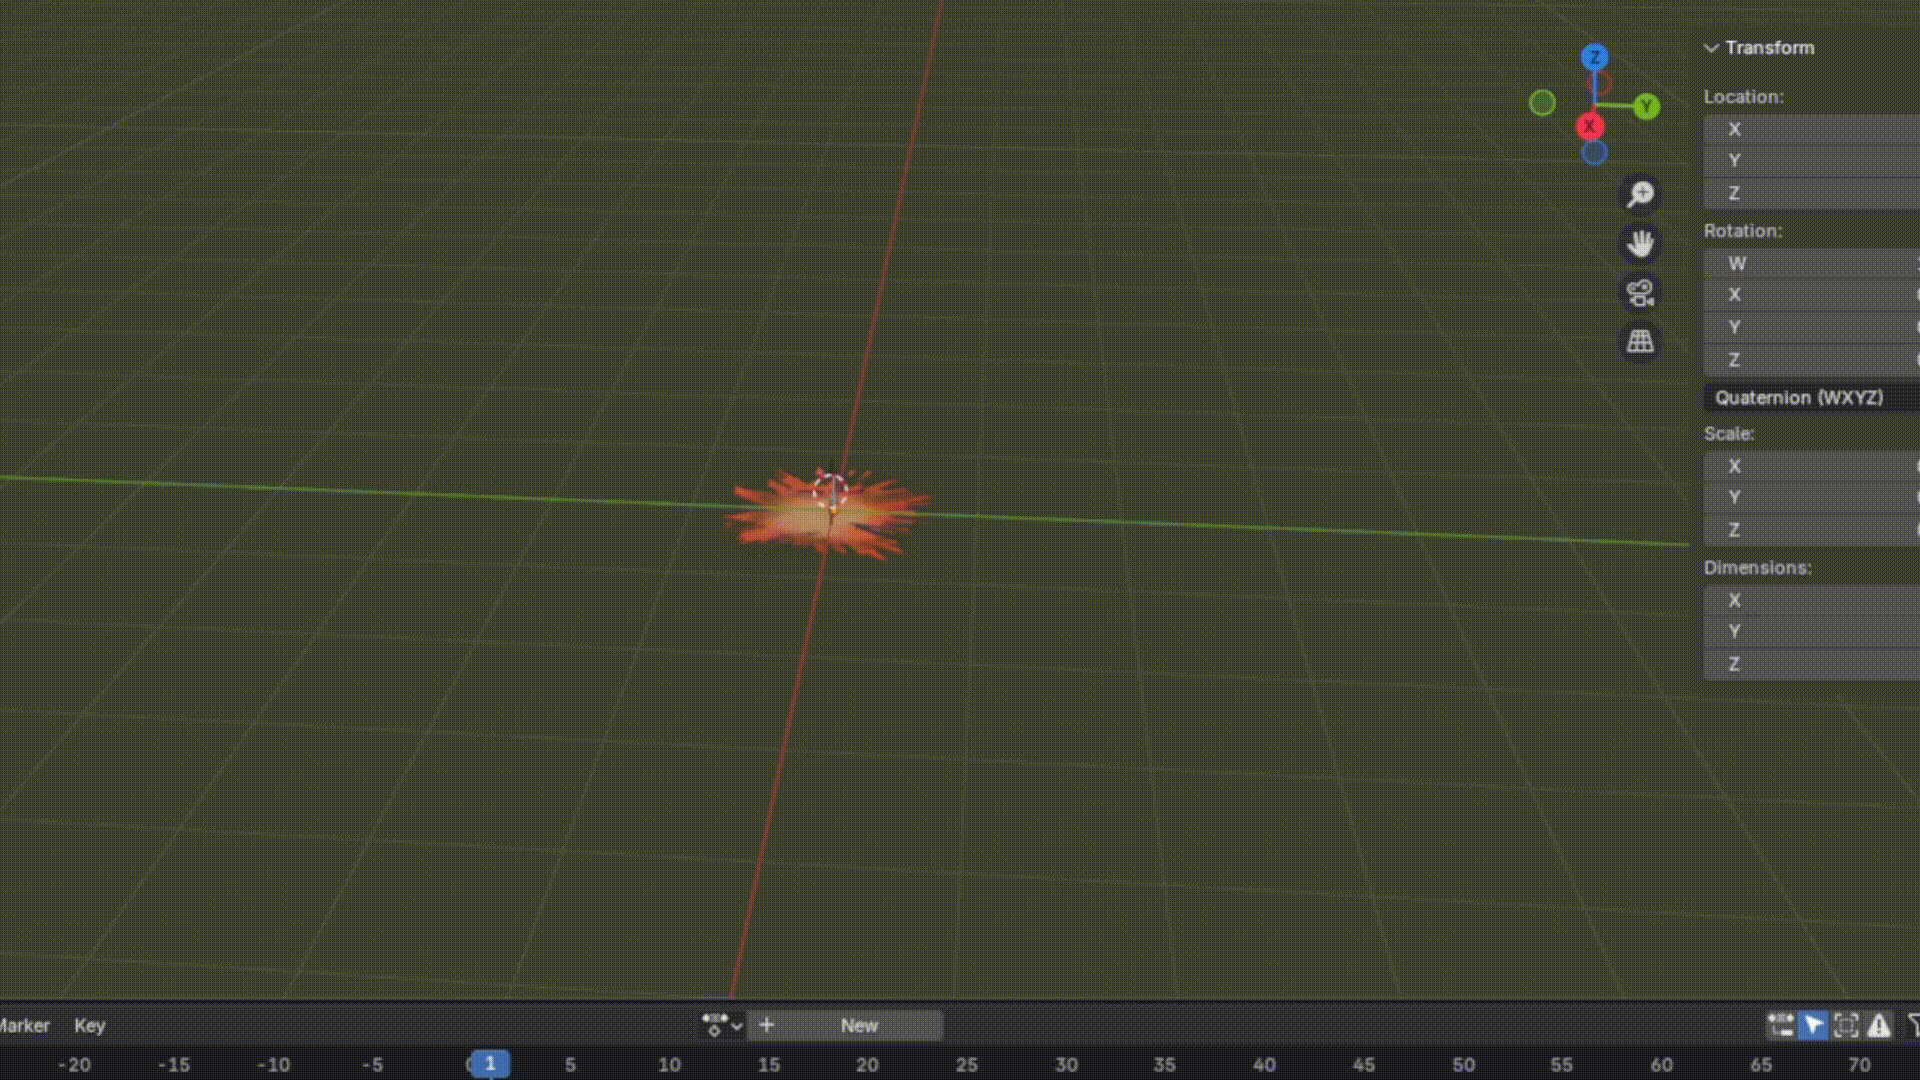 Transform
Z
Y
X
Location:
X
Y
Z
Rotation:
W
X
Y
Z
Quaternion (WXYZ)
Scale:
X
Y
Z
Dimensions:
X
Y
Z
Marker Key
+ New
-20 -15 -10 -5 1 5 10 15 20 25 30 35 40 45 50 55 60 65 70